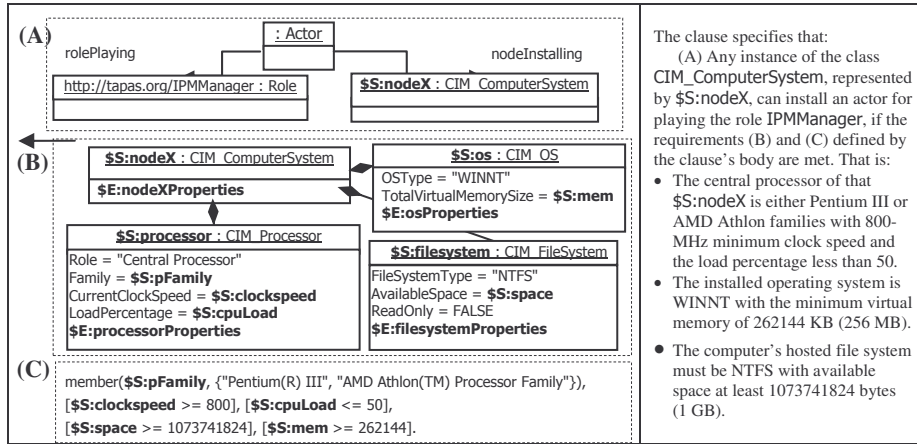 (A)
: Actor
rolePlaying
nodeInstalling
http://tapas.org/IPMManager : Role
$S:nodeX : CIM_ComputerSystem
(B)
$S:nodeX : CIM_ComputerSystem
$E:nodeXProperties
$S:os : CIM_OS
OSType = "WINNT"
TotalVirtualMemorySize = $S:mem
$E:osProperties
$S:processor : CIM_Processor
Role = "Central Processor"
Family = $S:pFamily
CurrentClockSpeed = $S:clockspeed
LoadPercentage = $S:cpuLoad
$E:processorProperties
$S:filesystem : CIM_FileSystem
FileSystemType = "NTFS"
AvailableSpace = $S:space
ReadOnly = FALSE
$E:filesystemProperties
(C)
member($S:pFamily, {"Pentium(R) III", "AMD Athlon(TM) Processor Family"}),
[$S:clockspeed >= 800], [$S:cpuLoad <= 50],
[$S:space >= 1073741824], [$S:mem >= 262144].
The clause specifies that:
(A) Any instance of the class
CIM_ComputerSystem, represented
by $S:nodeX, can install an actor for
playing the role IPMManager, if the
requirements (B) and (C) defined by
the clause's body are met. That is:
• The central processor of that
$S:nodeX is either Pentium III or
AMD Athlon families with 800-
MHz minimum clock speed and
the load percentage less than 50.
• The installed operating system is
WINNT with the minimum virtual
memory of 262144 KB (256 MB).
• The computer's hosted file system
must be NTFS with available
space at least 1073741824 bytes
(1 GB).